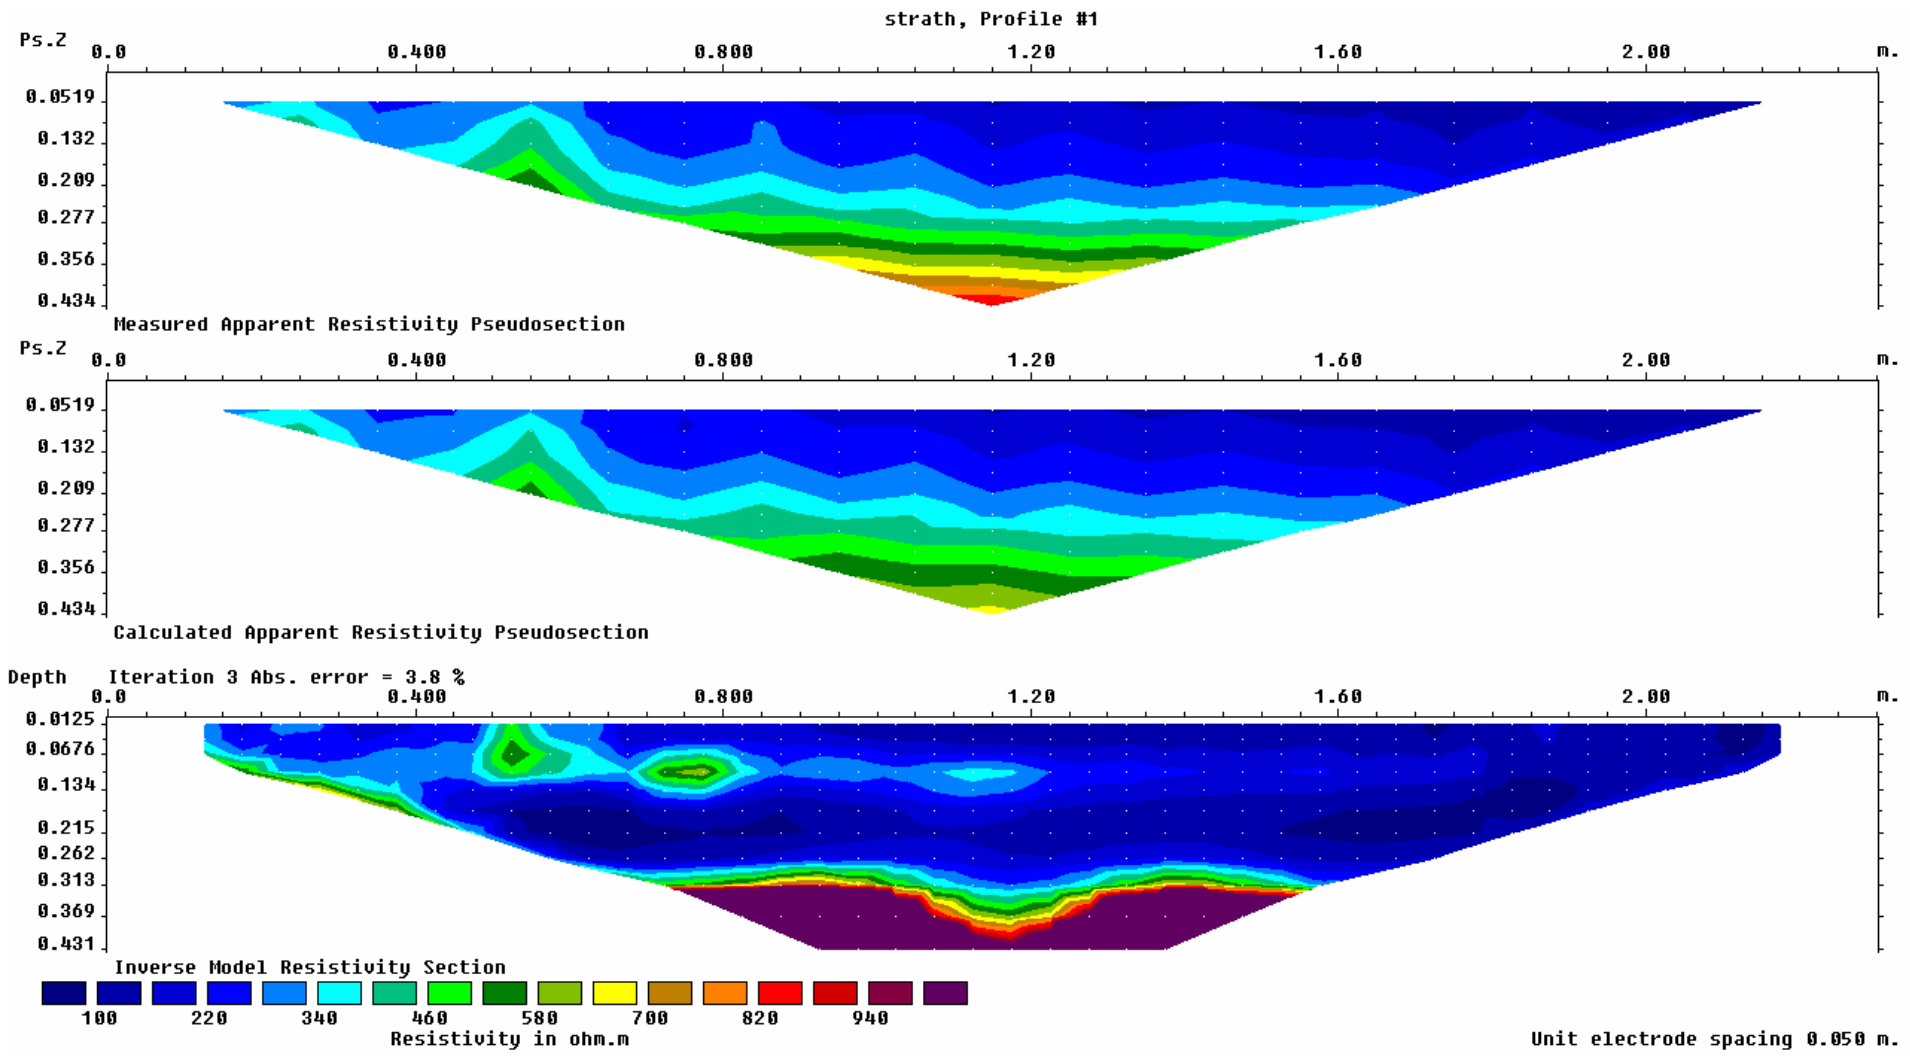 strath, Profile #1
Ps.Z 0.0 0.400 0.800 1.20 1.60 2.00 m.
0.0519
0.132
0.209
0.277
0.356
0.434
Measured Apparent Resistivity Pseudosection
Ps.Z 0.0 0.400 0.800 1.20 1.60 2.00 m.
0.0519
0.132
0.209
0.277
0.356
0.434
Calculated Apparent Resistivity Pseudosection
Depth Iteration 3 Abs. error = 3.8 %
0.0 0.400 0.800 1.20 1.60 2.00 m.
0.0125
0.0676
0.134
0.215
0.262
0.313
0.369
0.431
Inverse Model Resistivity Section
100 220 340 460 580 700 820 940
Resistivity in ohm.m Unit electrode spacing 0.050 m.